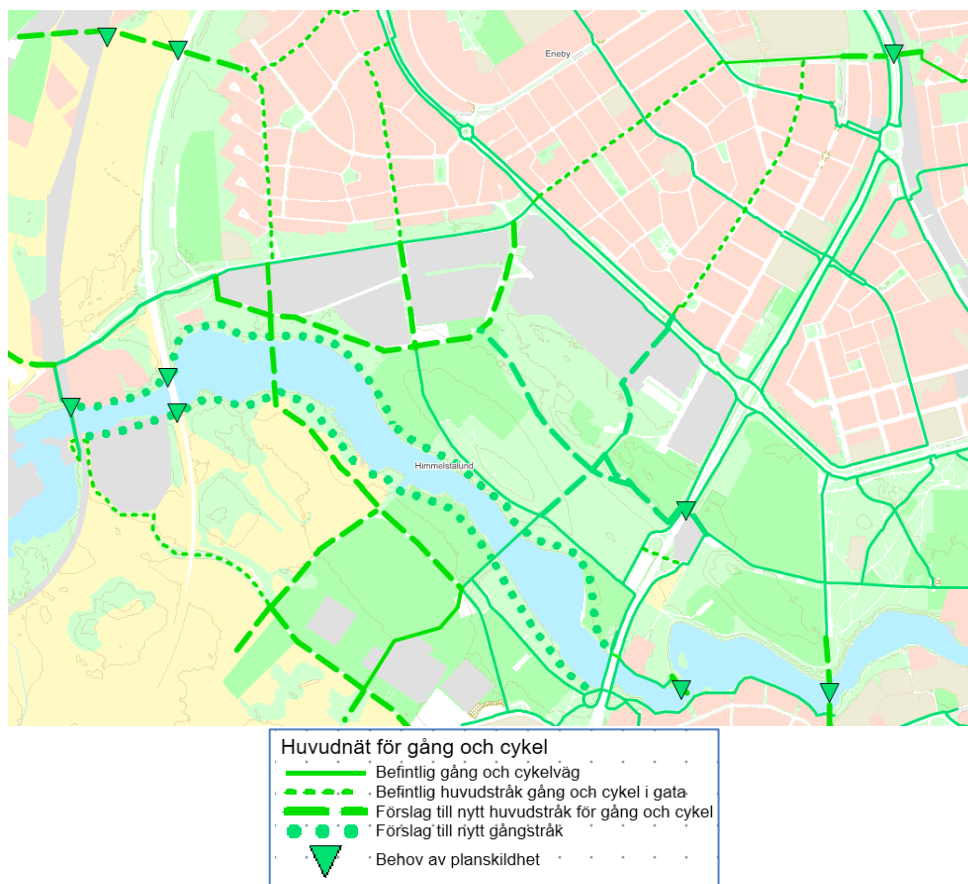 Eneby
Himmelstalund
Huvudnät för gång och cykel
Befintlig gång och cykelväg
Befintlig huvudstråk gång och cykel i gata
Förslag till nytt huvudstråk för gång och cykel
Förslag till nytt gångstråk
Behov av planskildhet